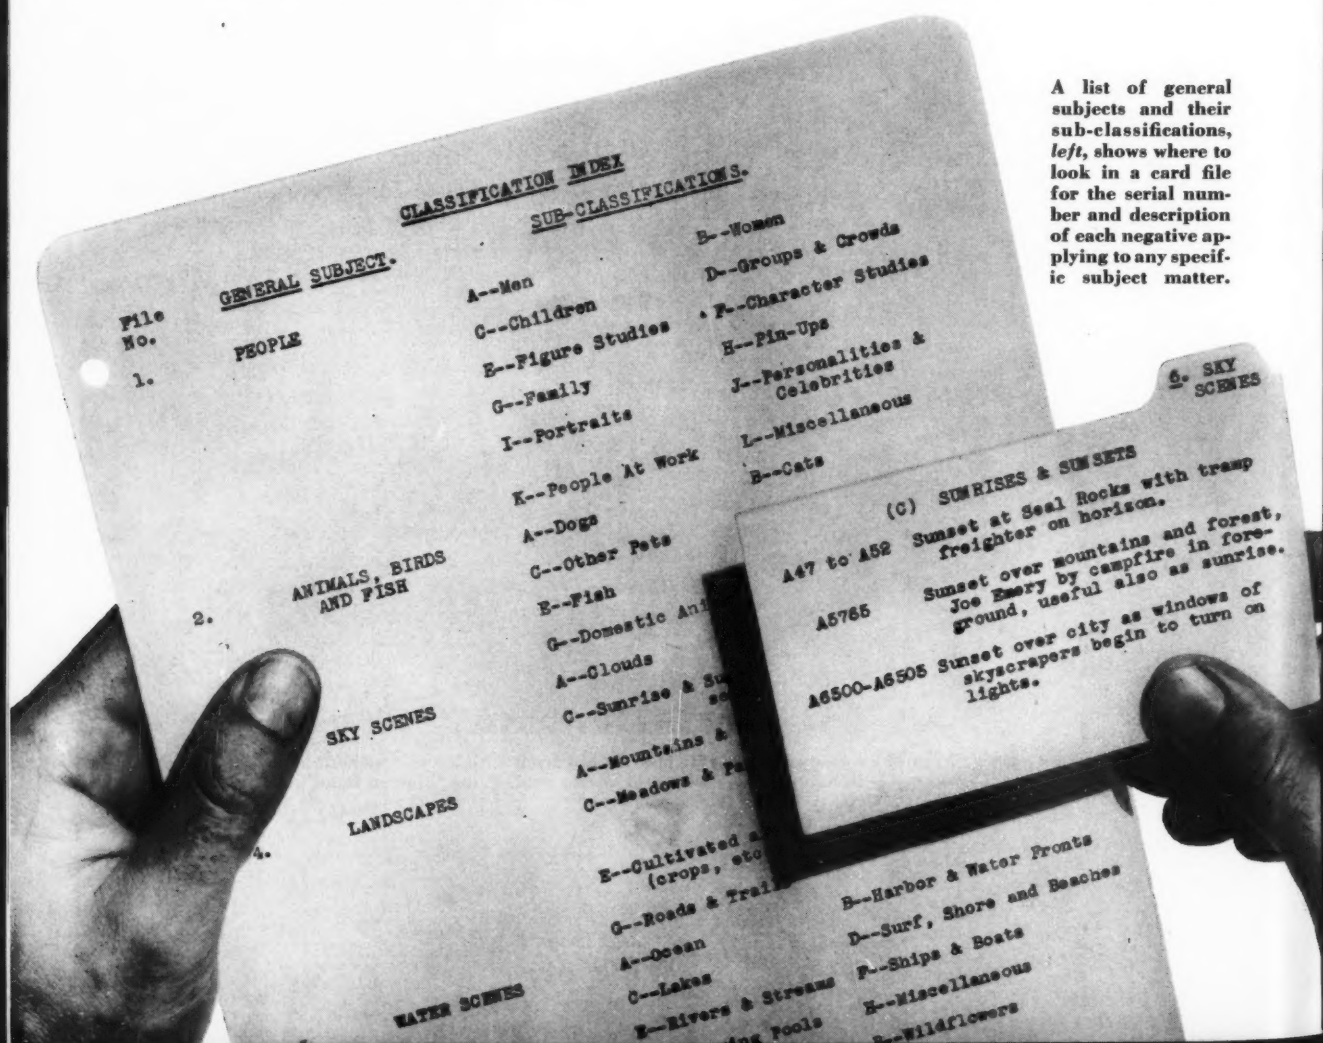 A list of general
subjects and their
sub-classifications,
left, shows where to
look in a card file
for the serial num-
ber and description
of each negative ap-
plying to any specif-
ic subject matter.
CLASSIFICATION INDEX
File
No.
GENERAL SUBJECT.
SUB-CLASSIFICATIONS.
1.
PEOPLE
A--Men
B--Women
C--Children
D--Groups & Crowds
E--Figure Studies
F--Character Studies
G--Family
H--Pin-Ups
I--Portraits
J--Personalities &
Celebrities
K--People At Work
L--Miscellaneous
2.
ANIMALS, BIRDS
AND FISH
A--Dogs
B--Cats
C--Other Pets
E--Fish
G--Domestic Ani
SKY SCENES
A--Clouds
C--Sunrise & Su
se
4.
LANDSCAPES
A--Mountains &
C--Meadows & Pa
E--Cultivated a
(crops, etc
G--Roads & Trails
WATER SCENES
A--Ocean
B--Harbor & Water Fronts
C--Lakes
D--Surf, Shore and Beaches
E--Rivers & Streams
F--Ships & Boats
ing Pools
H--Miscellaneous
B--Wildflowers
6. SKY
SCENES
(C) SUNRISES & SUNSETS
A47 to A52 Sunset at Seal Rocks with tramp
freighter on horizon.
A5765 Sunset over mountains and forest,
Joe Emery by campfire in fore-
ground, useful also as sunrise.
A6500-A6505 Sunset over city as windows of
skyscrapers begin to turn on
lights.